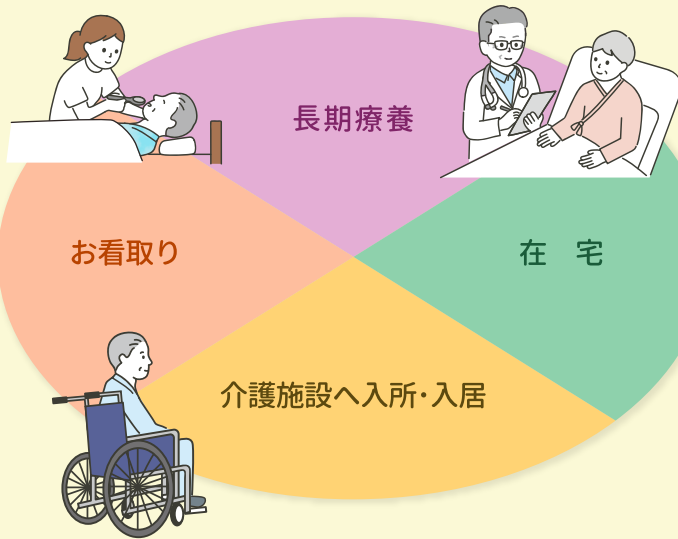 長期療養
お看取り
在　宅
介護施設へ入所・入居